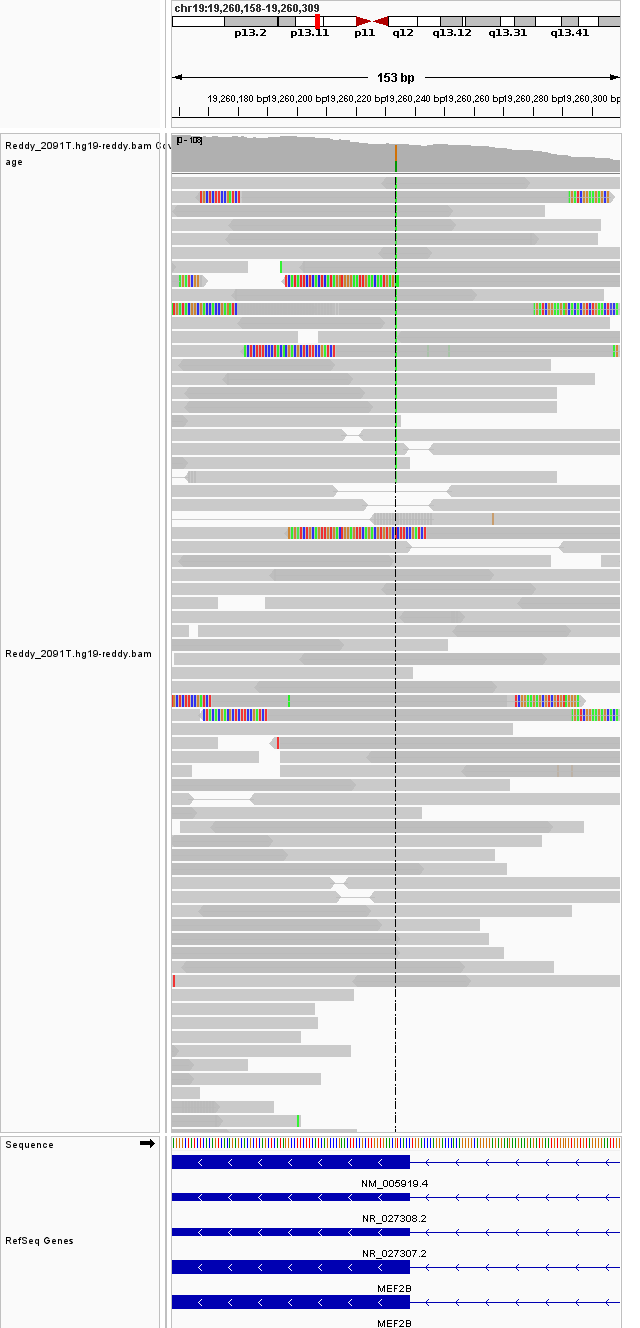 chr19:19,260,158-19,260,309
p13.2 p13.11 p11 q12 q13.12 q13.31 q13.41
153 bp
19,260,180 bp 19,260,200 bp 19,260,220 bp 19,260,240 bp 19,260,260 bp 19,260,280 bp 19,260,300 bp
Reddy_2091T.hg19-reddy.bam Cov
age
Reddy_2091T.hg19-reddy.bam
Sequence
NM_005919.4
NR_027308.2
RefSeq Genes
NR_027307.2
MEF2B
MEF2B